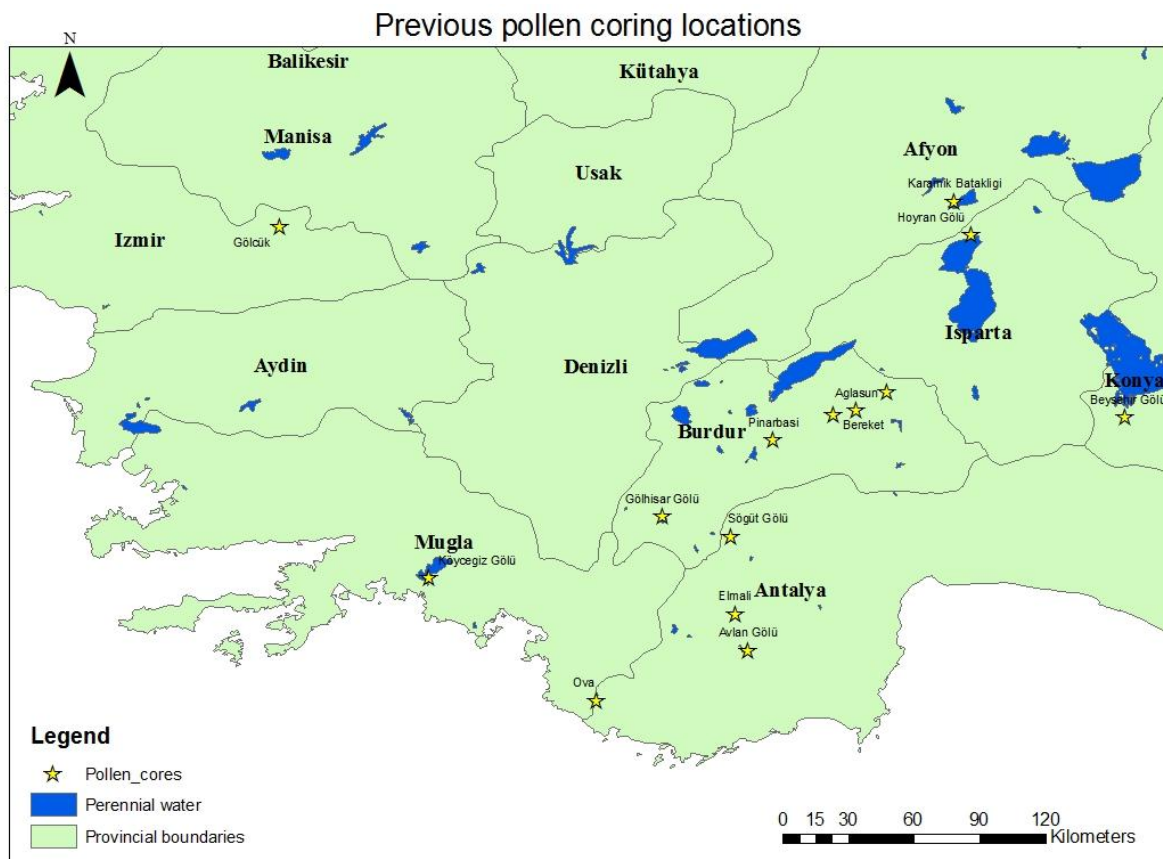 Previous pollen coring locations
N
Balikesir
Kütahya
Manisa
Afyon
Usak
Karamik Batakligi
Hoyran Gölü
Izmir
Gölcük
Isparta
Aydin
Denizli
Konya
Beysehir Gölü
Aglasun
Bereket
Pinarbasi
Burdur
Gölhisar Gölü
Sögüt Gölü
Mugla
Köycegiz Gölü
Elmali
Antalya
Avlan Gölü
Ova
Legend
Pollen_cores
Perennial water
Provincial boundaries
0 15 30 60 90 120
Kilometers